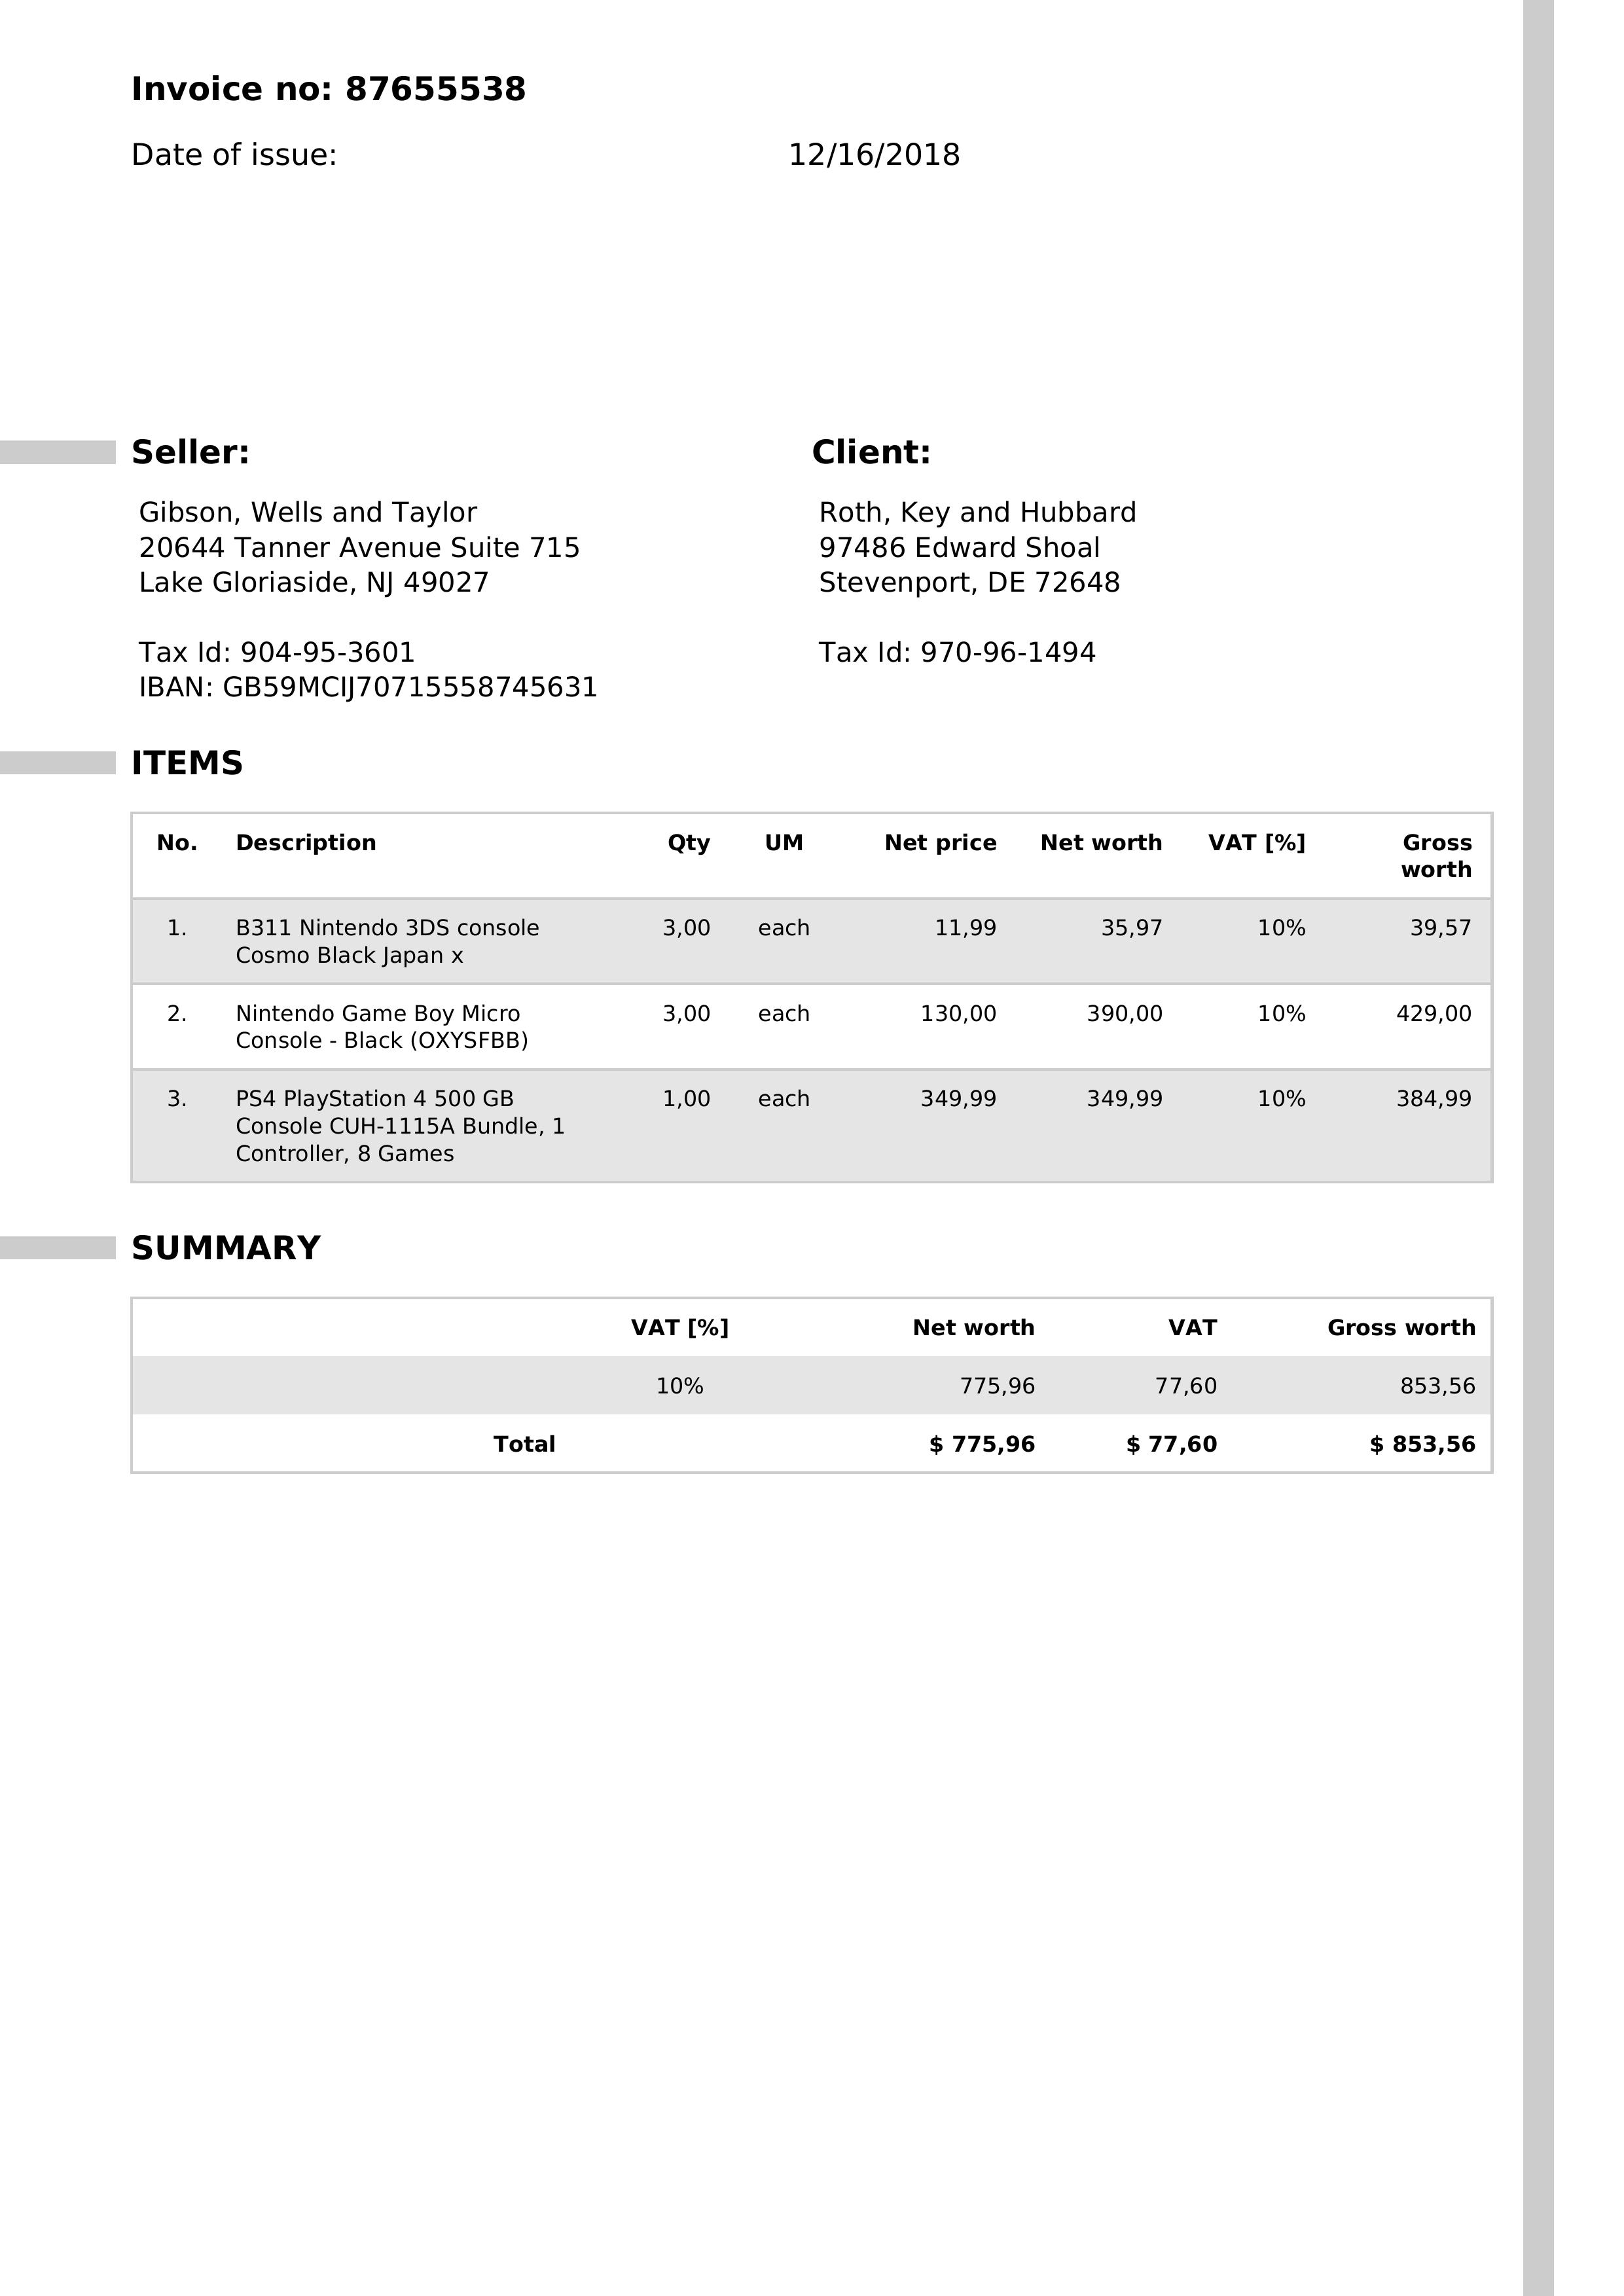 Invoice no: 87655538
Date of issue: 12/16/2018
Seller:
Gibson, Wells and Taylor
20644 Tanner Avenue Suite 715
Lake Gloriaside, NJ 49027
Tax Id: 904-95-3601
IBAN: GB59MCIJ70715558745631
Client:
Roth, Key and Hubbard
97486 Edward Shoal
Stevenport, DE 72648
Tax Id: 970-96-1494
ITEMS
No. Description Qty UM Net price Net worth VAT [%] Gross
worth
1. B311 Nintendo 3DS console 3,00 each 11,99 35,97 10% 39,57
Cosmo Black Japan x
2. Nintendo Game Boy Micro 3,00 each 130,00 390,00 10% 429,00
Console - Black (OXYSFBB)
3. PS4 PlayStation 4 500 GB 1,00 each 349,99 349,99 10% 384,99
Console CUH-1115A Bundle, 1
Controller, 8 Games
SUMMARY
VAT [%] Net worth VAT Gross worth
10% 775,96 77,60 853,56
Total $ 775,96 $ 77,60 $ 853,56